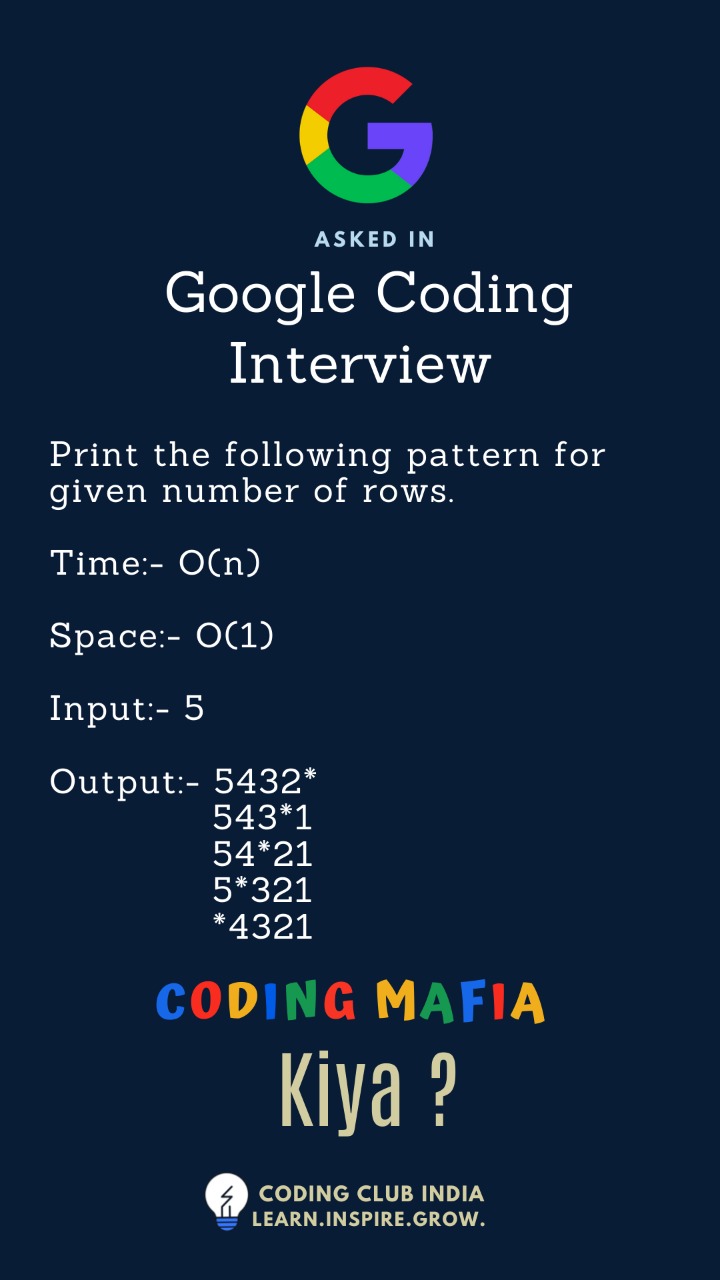 ASKED IN
Google Coding
Interview
Print the following pattern for
given number of rows.
Time:- O(n)
Space:- O(1)
Input:- 5
Output:- 5432*
543*1
54*21
5*321
*4321
CODING MAFIA
Kiya ?
CODING CLUB INDIA
LEARN.INSPIRE.GROW.